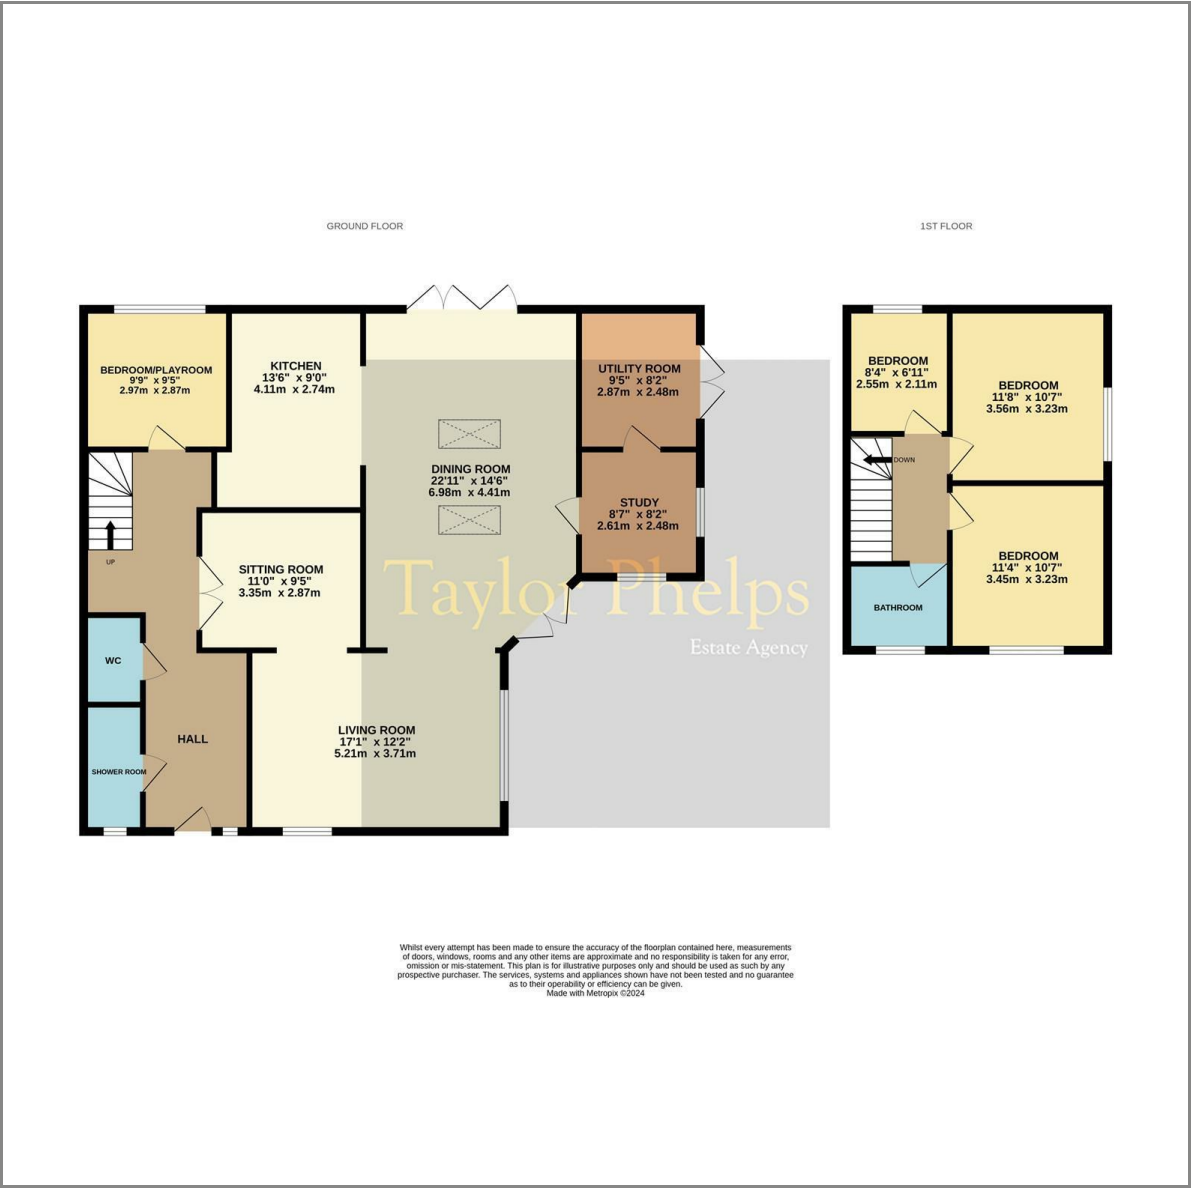 GROUND FLOOR
1ST FLOOR
BEDROOM/PLAYROOM
9'9" x 9'5"
2.97m x 2.87m
KITCHEN
13'6" x 9'0"
4.11m x 2.74m
UTILITY ROOM
9'5" x 8'2"
2.87m x 2.48m
DINING ROOM
22'11" x 14'6"
6.98m x 4.41m
STUDY
8'7" x 8'2"
2.61m x 2.48m
UP
SITTING ROOM
11'0" x 9'5"
3.35m x 2.87m
WC
HALL
SHOWER ROOM
LIVING ROOM
17'1" x 12'2"
5.21m x 3.71m
Taylor Phelps
Estate Agency
BEDROOM
8'4" x 6'11"
2.55m x 2.11m
BEDROOM
11'8" x 10'7"
3.56m x 3.23m
DOWN
BEDROOM
11'4" x 10'7"
3.45m x 3.23m
BATHROOM
Whilst every attempt has been made to ensure the accuracy of the floorplan contained here, measurements
of doors, windows, rooms and any other items are approximate and no responsibility is taken for any error,
omission or mis-statement. This plan is for illustrative purposes only and should be used as such by any
prospective purchaser. The services, systems and appliances shown have not been tested and no guarantee
as to their operability or efficiency can be given.
Made with Metropix ©2024